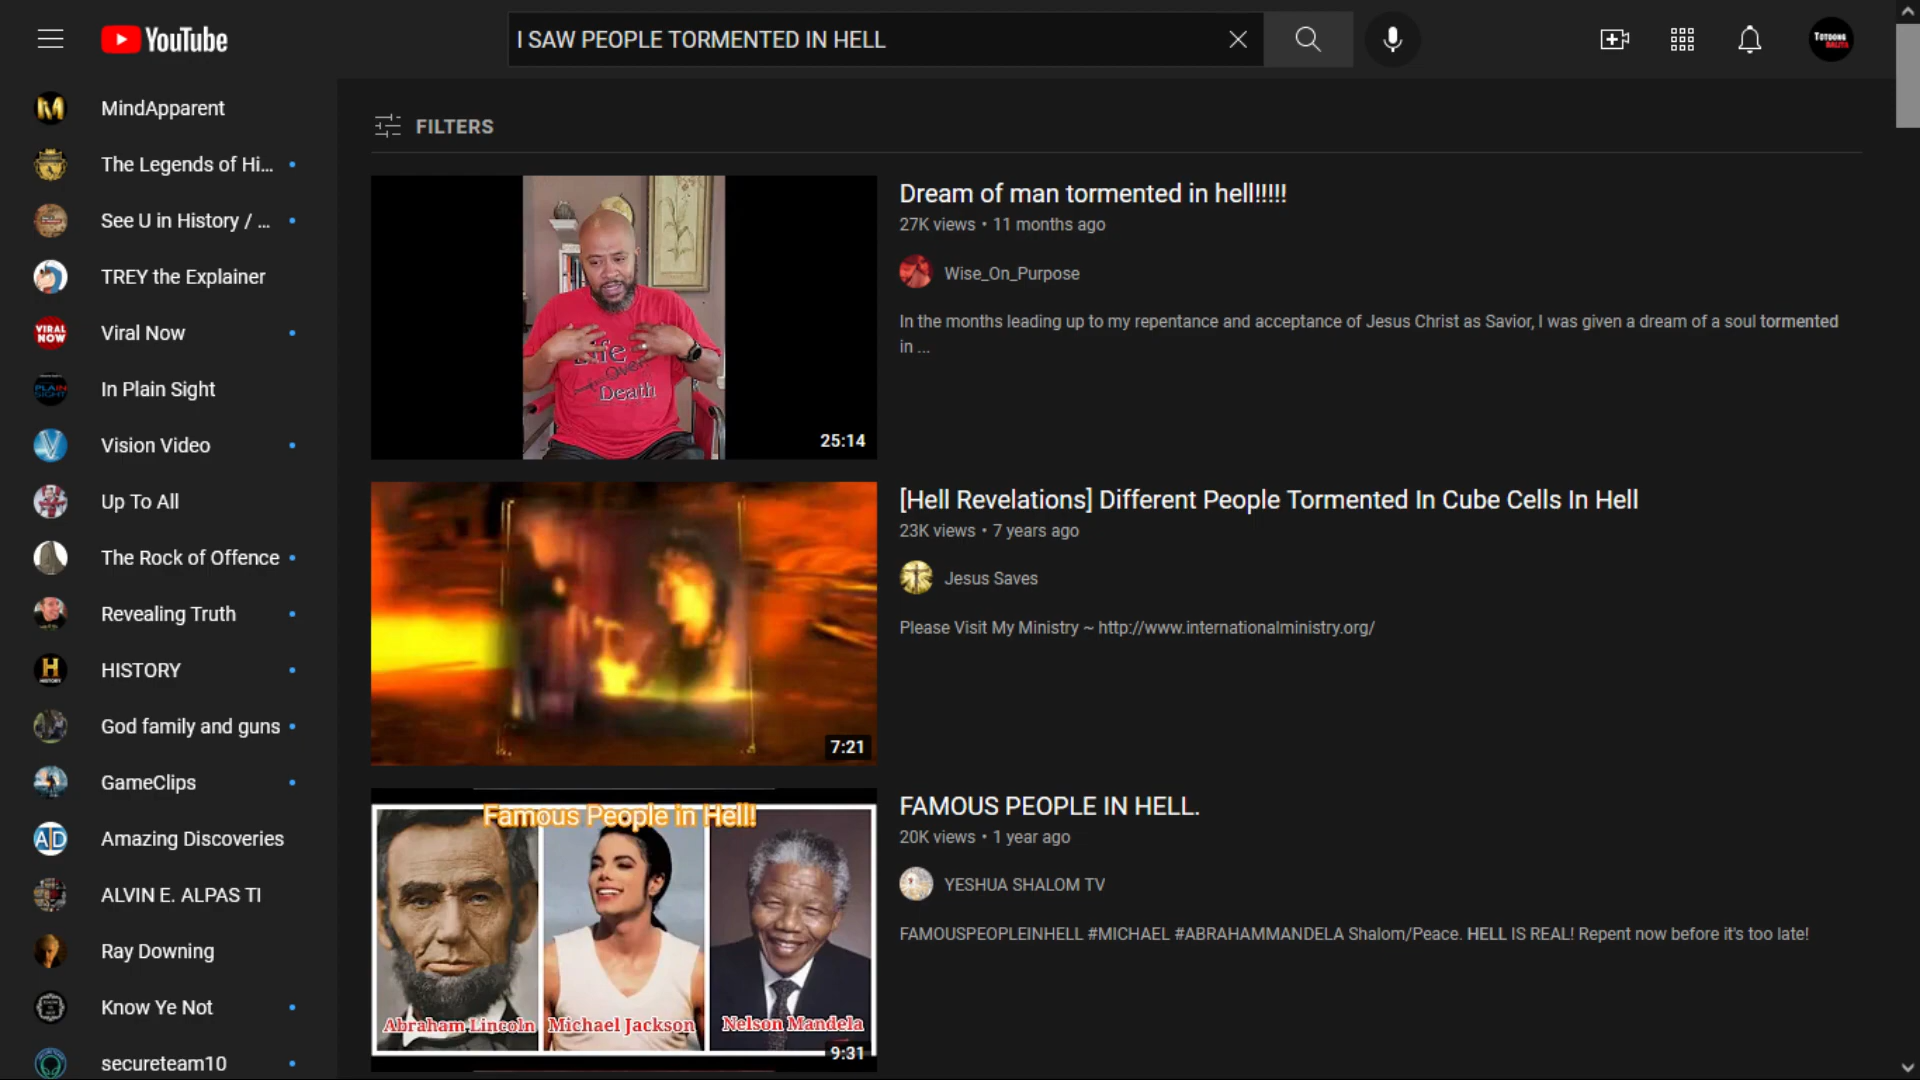 YouTube
I SAW PEOPLE TORMENTED IN HELL
TOTOONG
BALITA
MindApparent
The Legends of Hi...
See U in History / ...
TREY the Explainer
VIRAL
NOW
Viral Now
PLAIN
SIGHT
In Plain Sight
Vision Video
Up To All
The Rock of Offence
Revealing Truth
H
HISTORY
HISTORY
God family and guns
GameClips
AD
Amazing Discoveries
ALVIN E. ALPAS TI
Ray Downing
Know Ye Not
secureteam10
FILTERS
Life
Over
Death
25:14
Dream of man tormented in hell!!!!!
27K views • 11 months ago
Wise_On_Purpose
In the months leading up to my repentance and acceptance of Jesus Christ as Savior, I was given a dream of a soul tormented
in ...
7:21
[Hell Revelations] Different People Tormented In Cube Cells In Hell
23K views • 7 years ago
Jesus Saves
Please Visit My Ministry ~ http://www.internationalministry.org/
Famous People in Hell!
Abraham Lincoln
Michael Jackson
Nelson Mandela
9:31
FAMOUS PEOPLE IN HELL.
20K views • 1 year ago
YESHUA SHALOM TV
FAMOUSPEOPLEINHELL #MICHAEL #ABRAHAMMANDELA Shalom/Peace. HELL IS REAL! Repent now before it's too late!